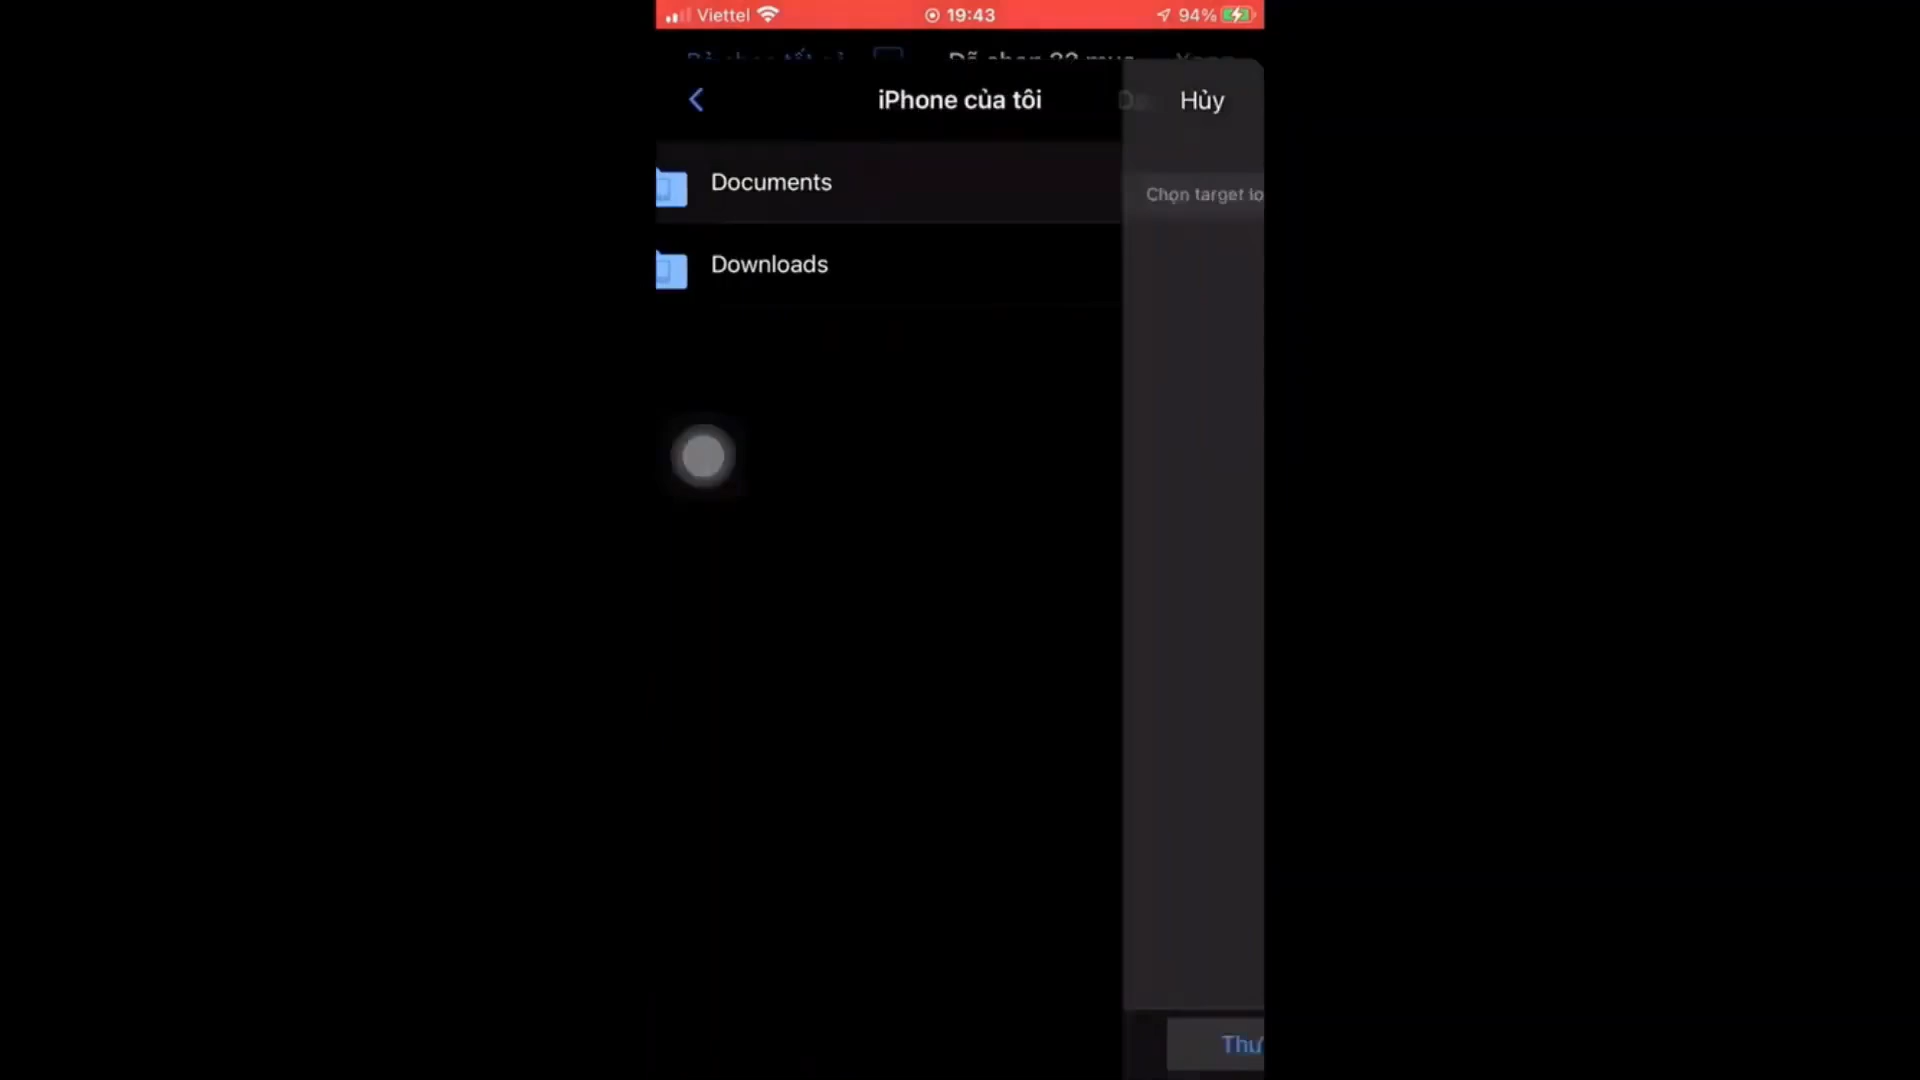 Viettel 19:43 94%
iPhone của tôi Hủy
Documents
Chọn target lo
Downloads
Thư